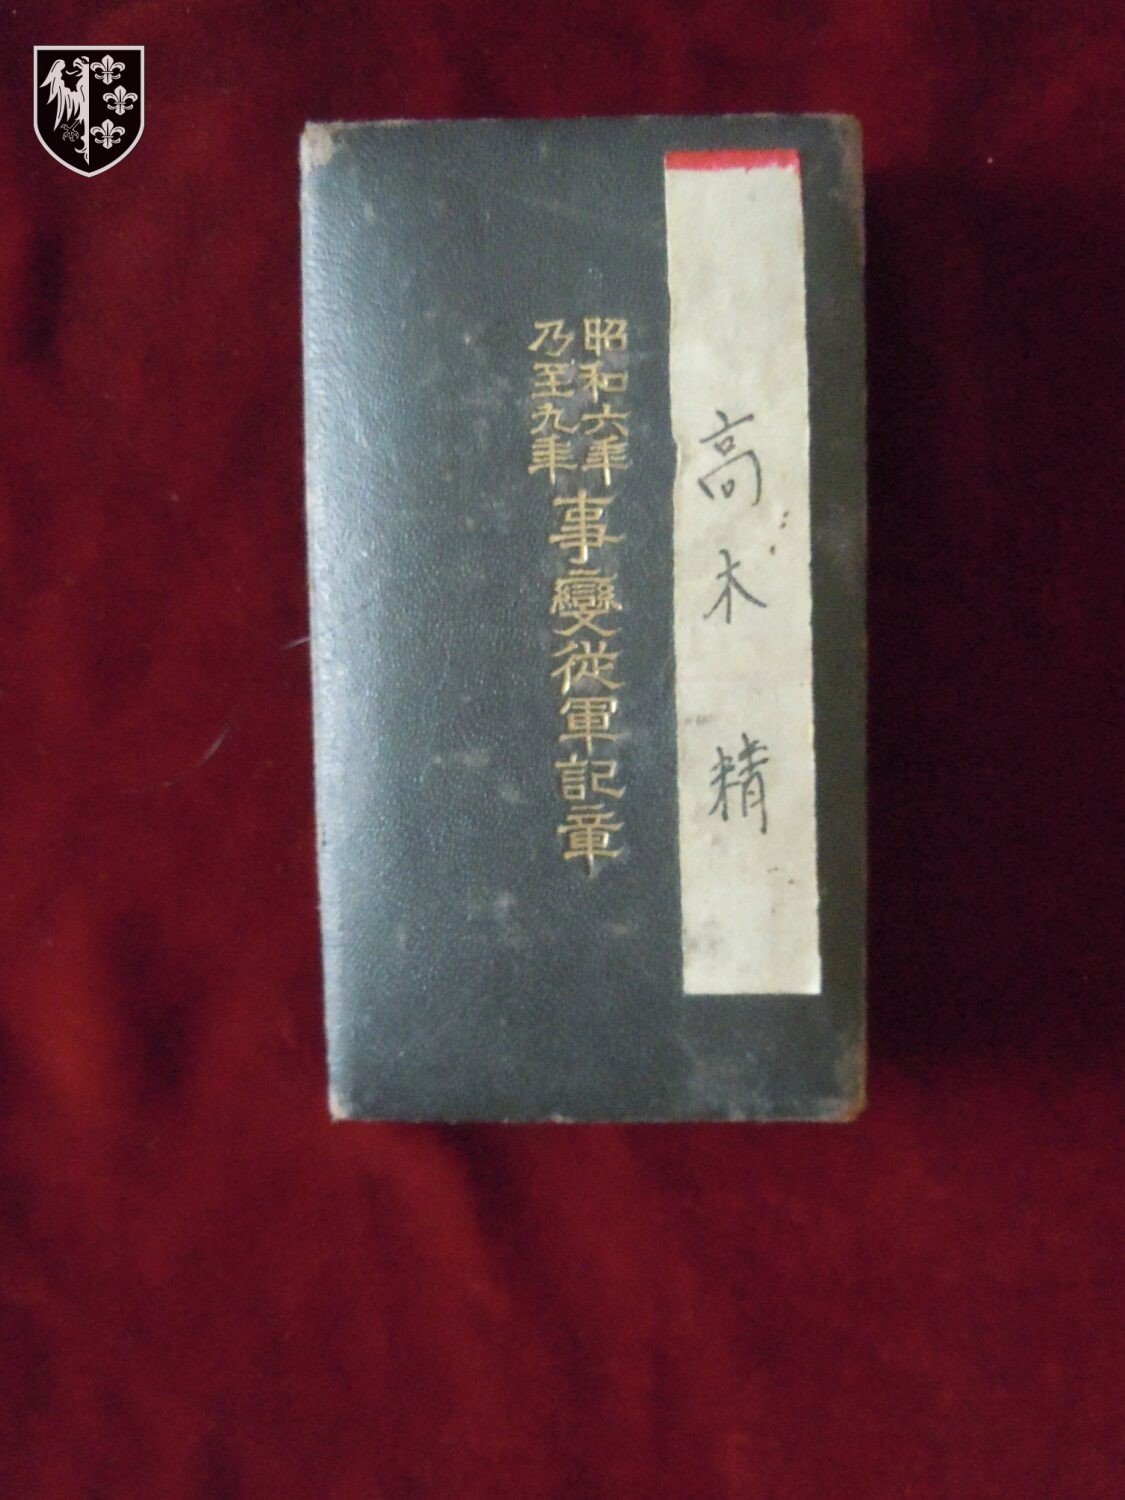 高木 精
昭和六年
乃至九年
事變從軍記章